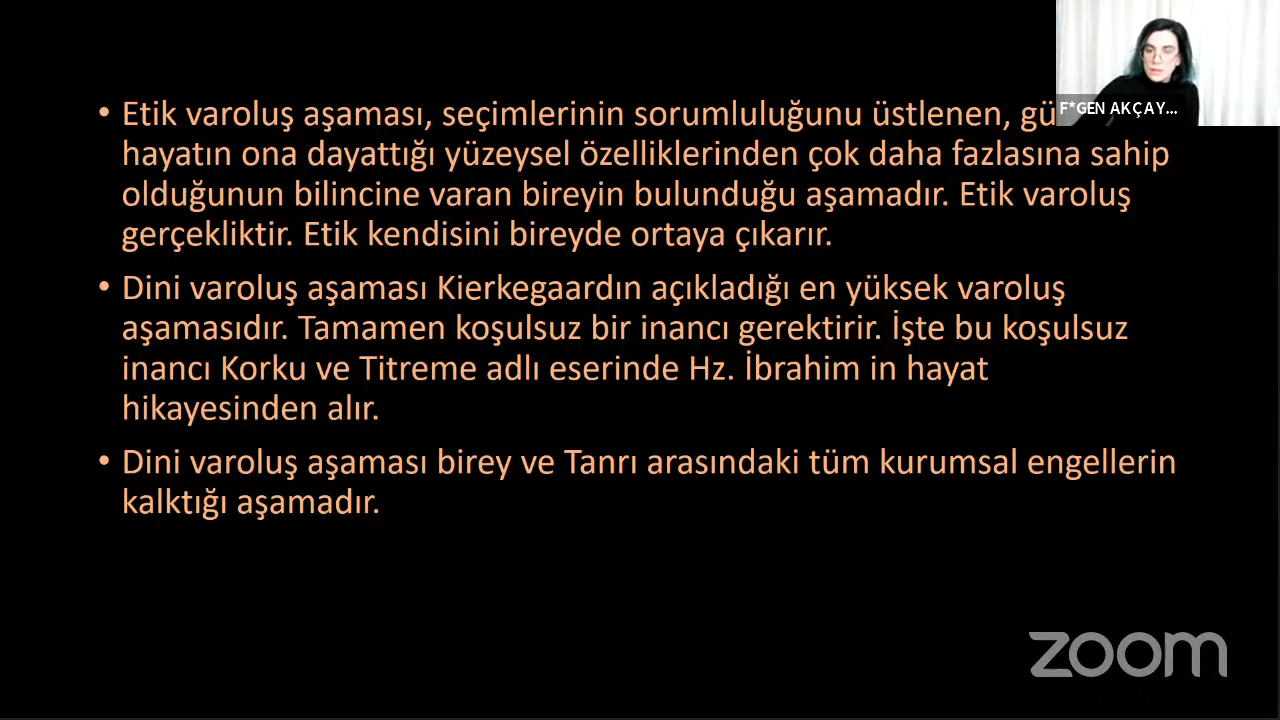 • Etik varoluş aşaması, seçimlerinin sorumluluğunu üstlenen,
hayatın ona dayattığı yüzeysel özelliklerinden çok daha fazlasına sahip
olduğunun bilincine varan bireyin bulunduğu aşamadır. Etik varoluş
gerçekliktir. Etik kendisini bireyde ortaya çıkarır.
• Dini varoluş aşaması Kierkegaardın açıkladığı en yüksek varoluş
aşamasıdır. Tamamen koşulsuz bir inancı gerektirir. İşte bu koşulsuz
inancı Korku ve Titreme adlı eserinde Hz. İbrahim in hayat
hikayesinden alır.
• Dini varoluş aşaması birey ve Tanrı arasındaki tüm kurumsal engellerin
kalktığı aşamadır.
F*GEN AKÇAY...
zoom